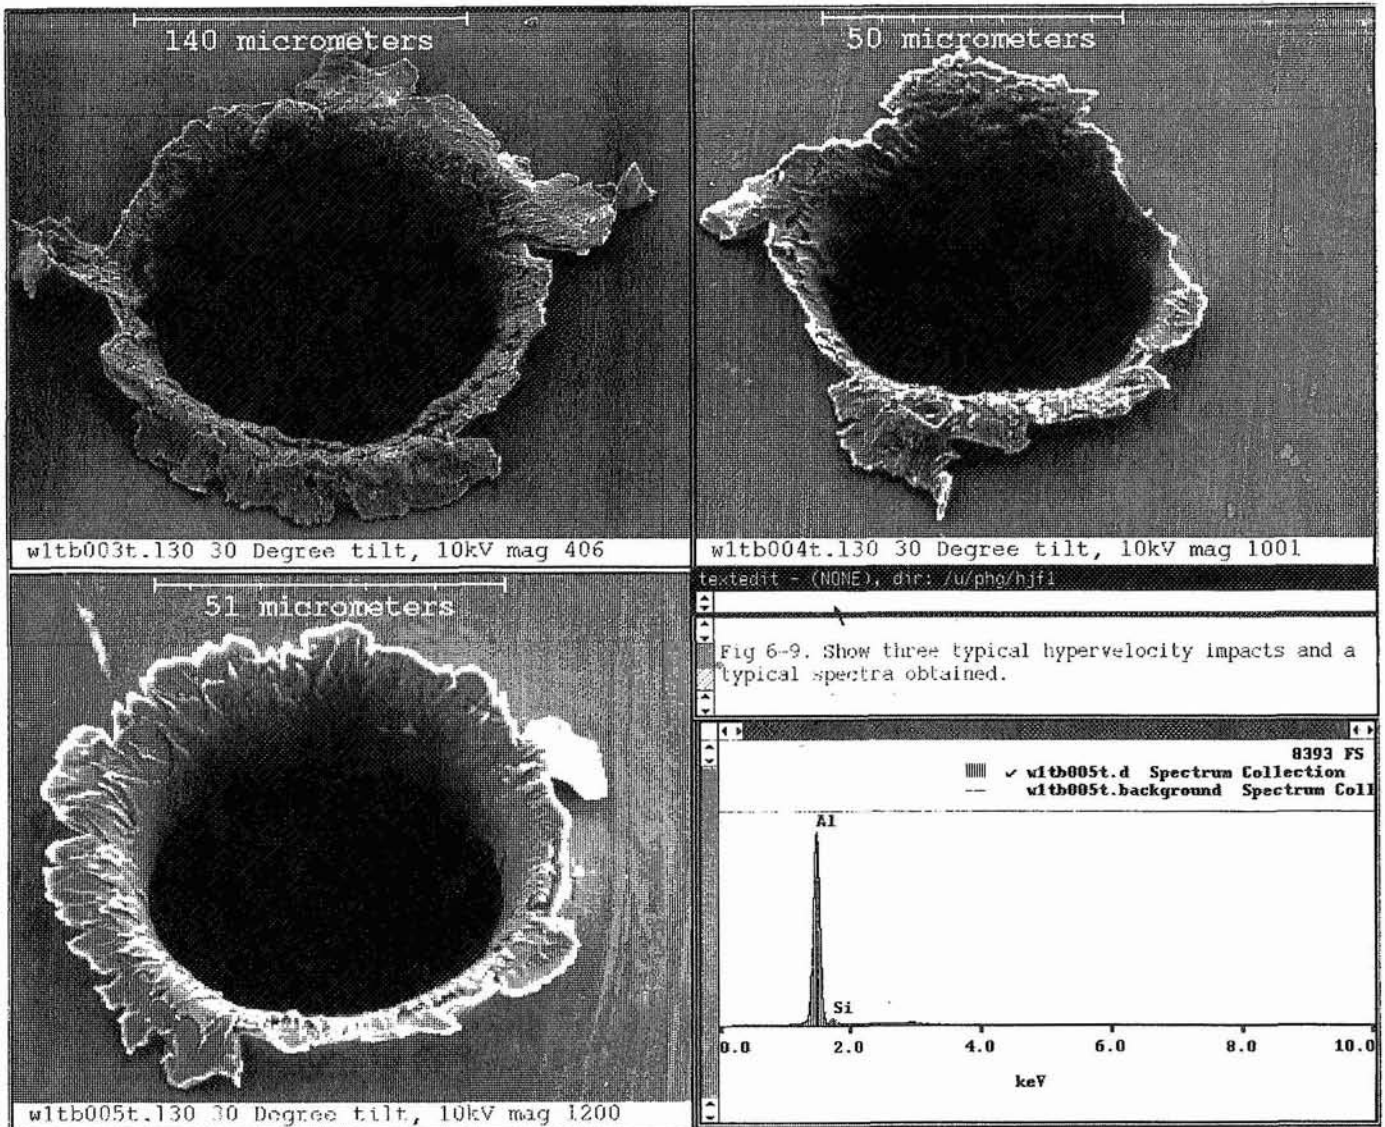 140 micrometers
w1tb003t.130 30 Degree tilt, 10kV mag 406
50 micrometers
w1tb004t.130 30 Degree tilt, 10kV mag 1001
51 micrometers
w1tb005t.130 30 Degree tilt, 10kV mag 1200
textedit - (NONE), dir: /u/phg/hjf1
Fig 6-9. Show three typical hypervelocity impacts and a
typical spectra obtained.
8393 FS
✓ w1tb005t.d Spectrum Collection
w1tb005t.background Spectrum Coll
Al
Si
0.0 2.0 4.0 6.0 8.0 10.0
keV